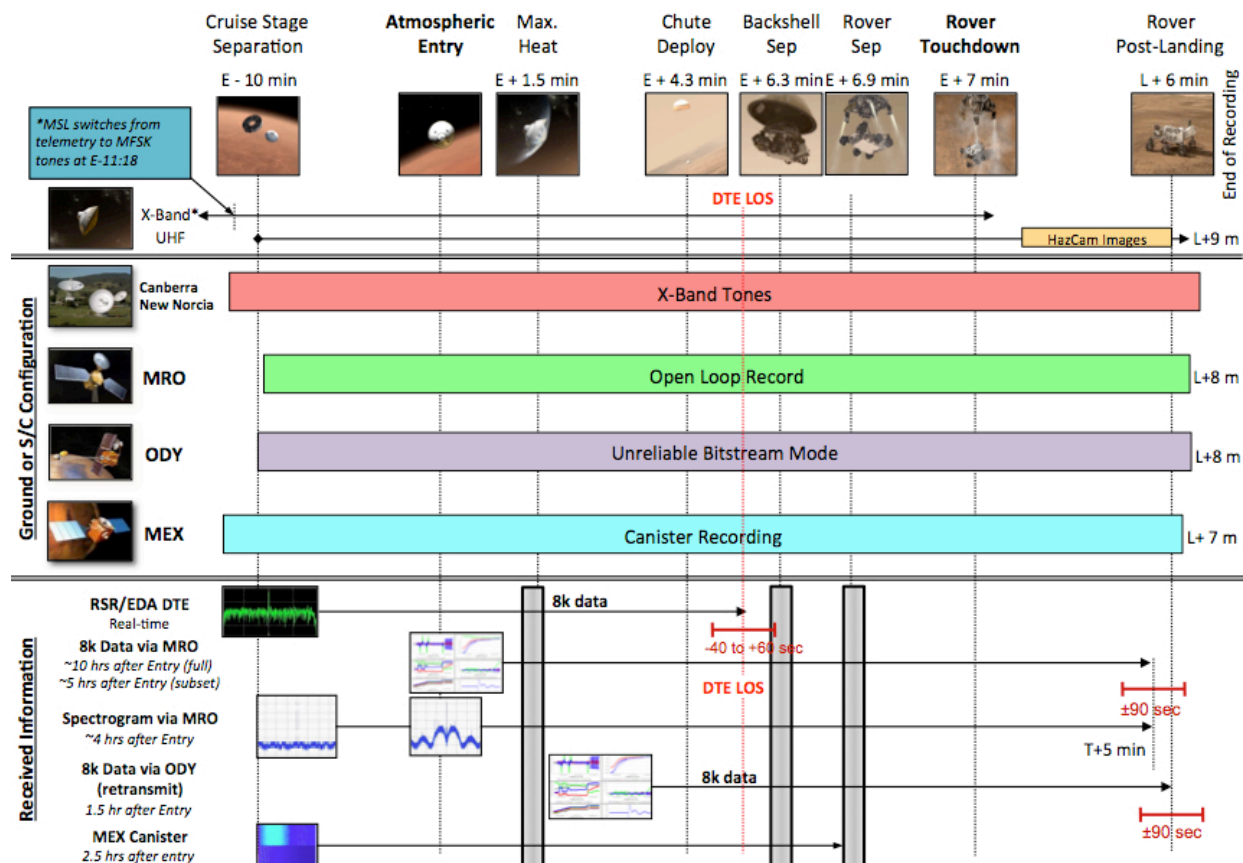 Cruise Stage
Separation
E - 10 min
Atmospheric
Entry
Max.
Heat
E + 1.5 min
Chute
Deploy
E + 4.3 min
Backshell
Sep
E + 6.3 min
Rover
Sep
E + 6.9 min
Rover
Touchdown
E + 7 min
Rover
Post-Landing
L + 6 min
End of Recording
*MSL switches from
telemetry to MFSK
tones at E-11:18
X-Band*
UHF
DTE LOS
HazCam Images
L+9 m
Ground or S/C Configuration
Canberra
New Norcia
X-Band Tones
MRO
Open Loop Record
L+8 m
ODY
Unreliable Bitstream Mode
L+8 m
MEX
Canister Recording
L+ 7 m
Received Information
RSR/EDA DTE
Real-time
8k data
-40 to +60 sec
8k Data via MRO
~10 hrs after Entry (full)
~5 hrs after Entry (subset)
DTE LOS
±90 sec
Spectrogram via MRO
~4 hrs after Entry
T+5 min
8k Data via ODY
(retransmit)
1.5 hr after Entry
8k data
±90 sec
MEX Canister
2.5 hrs after entry